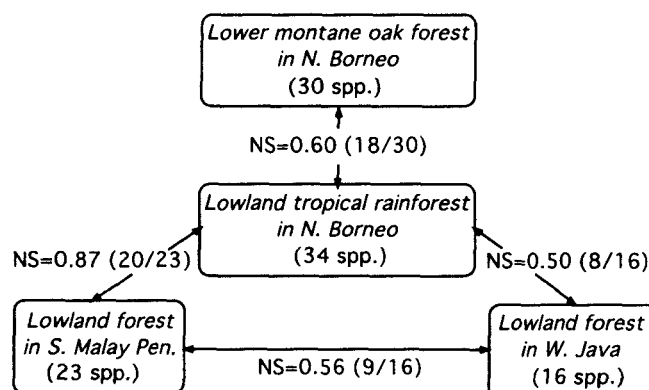 Lower montane oak forest
in N. Borneo
(30 spp.)
NS=0.60 (18/30)
Lowland tropical rainforest
in N. Borneo
(34 spp.)
NS=0.87 (20/23)
NS=0.50 (8/16)
Lowland forest
in S. Malay Pen.
(23 spp.)
NS=0.56 (9/16)
Lowland forest
in W. Java
(16 spp.)